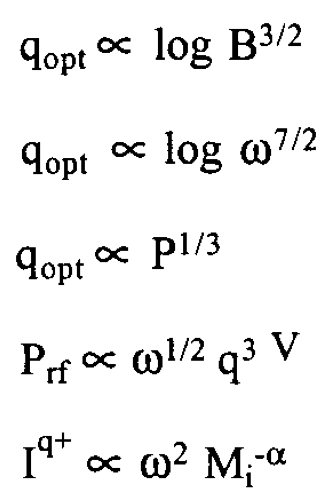 q_opt ∝ log B^3/2
q_opt ∝ log ω^7/2
q_opt ∝ P^1/3
P_rf ∝ ω^1/2 q^3 V
I^q+ ∝ ω^2 M_i^-α